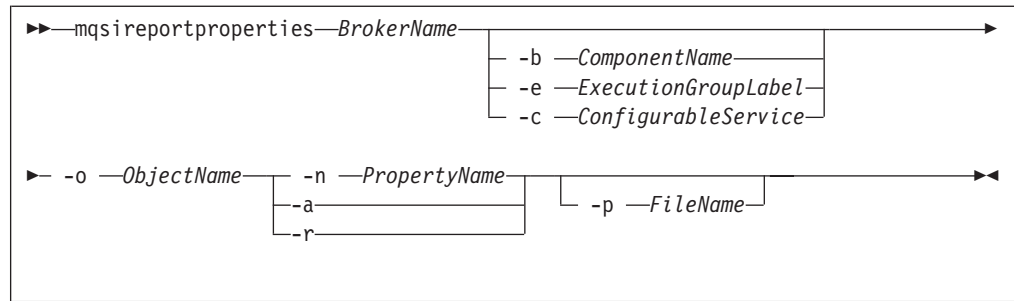 mqsireportproperties BrokerName
-b ComponentName
-e ExecutionGroupLabel
-c ConfigurableService
-o ObjectName -n PropertyName
-a
-r
-p FileName